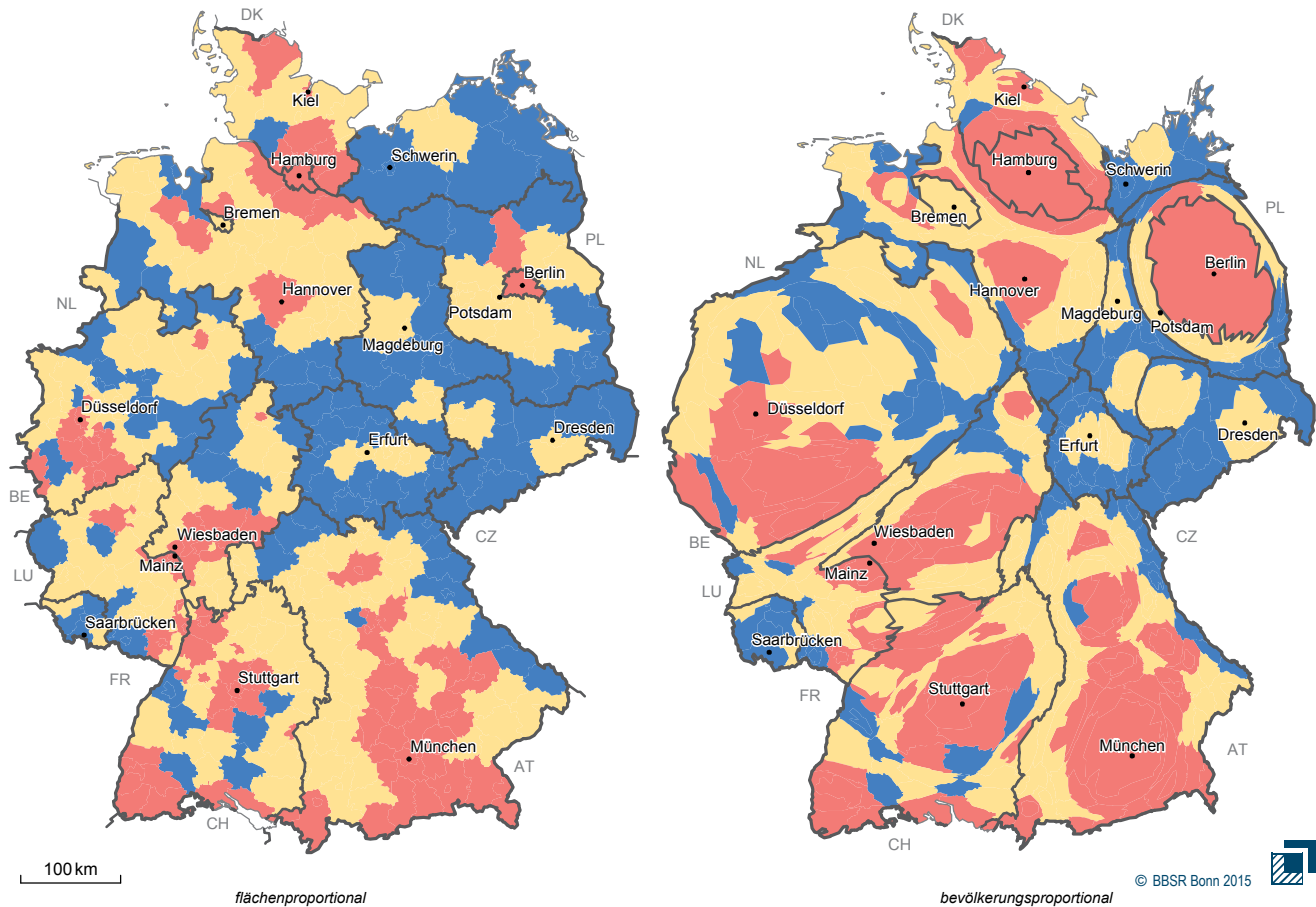 DK
Kiel
Hamburg
Schwerin
Bremen
PL
Berlin
Hannover
NL
Potsdam
Magdeburg
Düsseldorf
Erfurt
Dresden
BE
Wiesbaden
CZ
Mainz
LU
Saarbrücken
FR
Stuttgart
München
AT
CH
100 km
flächenproportional
DK
Kiel
Hamburg
Schwerin
PL
Bremen
NL
Berlin
Hannover
Magdeburg
Potsdam
Düsseldorf
Dresden
Erfurt
BE
Wiesbaden
CZ
Mainz
LU
Saarbrücken
FR
Stuttgart
München
AT
CH
© BBSR Bonn 2015
bevölkerungsproportional